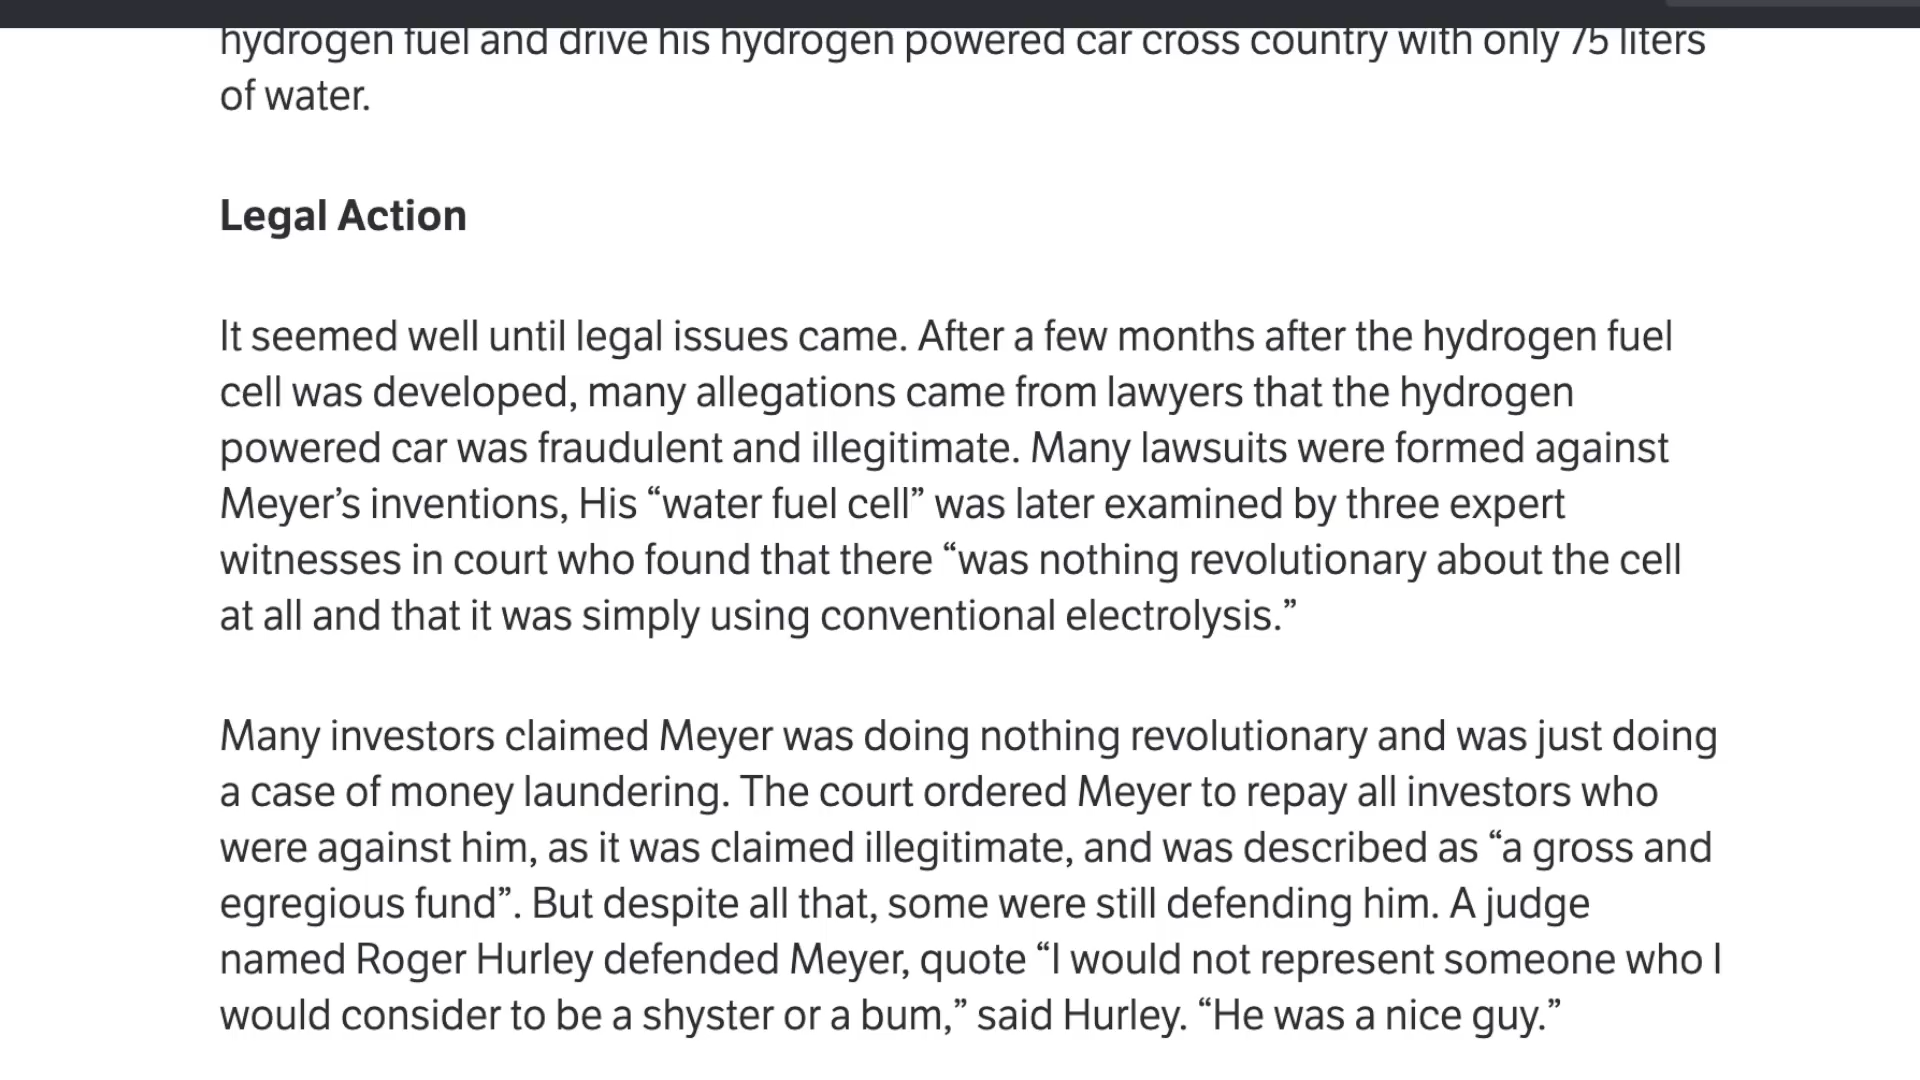 hydrogen fuel and drive his hydrogen powered car cross country with only 75 liters
of water.
Legal Action
It seemed well until legal issues came. After a few months after the hydrogen fuel
cell was developed, many allegations came from lawyers that the hydrogen
powered car was fraudulent and illegitimate. Many lawsuits were formed against
Meyer’s inventions, His “water fuel cell” was later examined by three expert
witnesses in court who found that there “was nothing revolutionary about the cell
at all and that it was simply using conventional electrolysis.”
Many investors claimed Meyer was doing nothing revolutionary and was just doing
a case of money laundering. The court ordered Meyer to repay all investors who
were against him, as it was claimed illegitimate, and was described as “a gross and
egregious fund”. But despite all that, some were still defending him. A judge
named Roger Hurley defended Meyer, quote “I would not represent someone who I
would consider to be a shyster or a bum,” said Hurley. “He was a nice guy.”